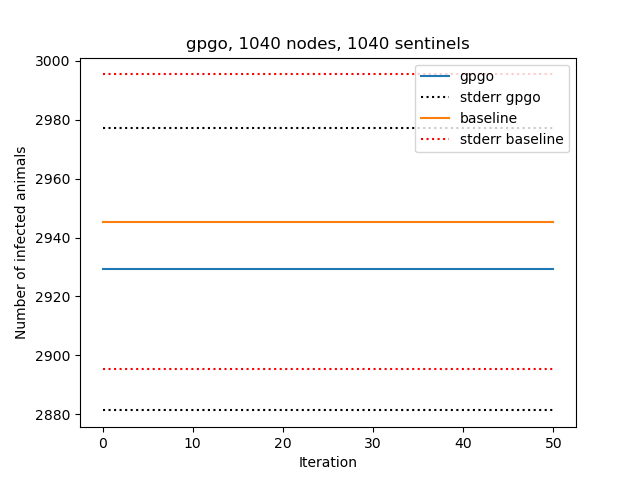 gpgo, 1040 nodes, 1040 sentinels
3000
2980
2960
2940
2920
2900
2880
Number of infected animals
gpgo
stderr gpgo
baseline
stderr baseline
0 10 20 30 40 50
Iteration